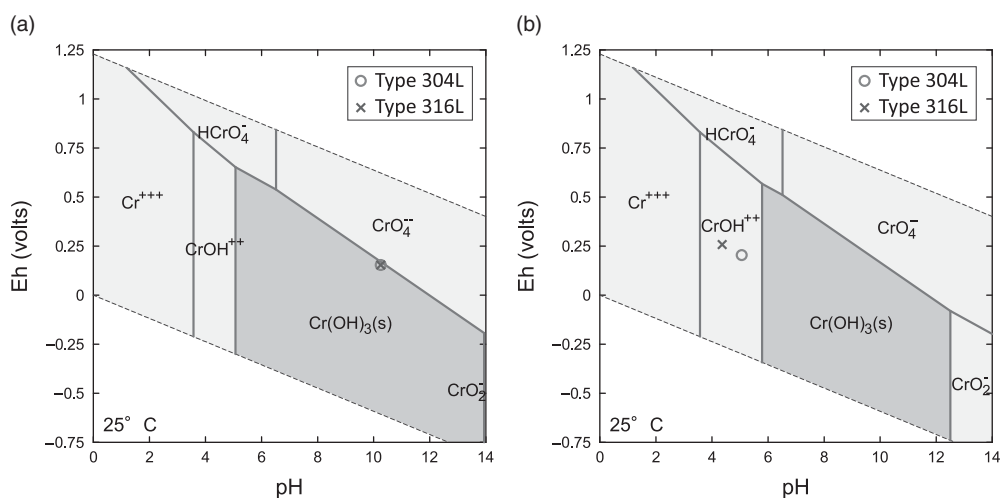 (a)
1.25
1
0.75
0.5
0.25
0
−0.25
−0.5
−0.75
Eh (volts)
Type 304L
Type 316L
HCrO₄⁻
Cr⁺⁺⁺
CrOH⁺⁺
CrO₄⁻⁻
Cr(OH)₃(s)
CrO₂⁻
25° C
0 2 4 6 8 10 12 14
pH
(b)
1.25
1
0.75
0.5
0.25
0
−0.25
−0.5
−0.75
Eh (volts)
Type 304L
Type 316L
HCrO₄⁻
Cr⁺⁺⁺
CrOH⁺⁺
CrO₄⁻
Cr(OH)₃(s)
CrO₂⁻
25° C
0 2 4 6 8 10 12 14
pH